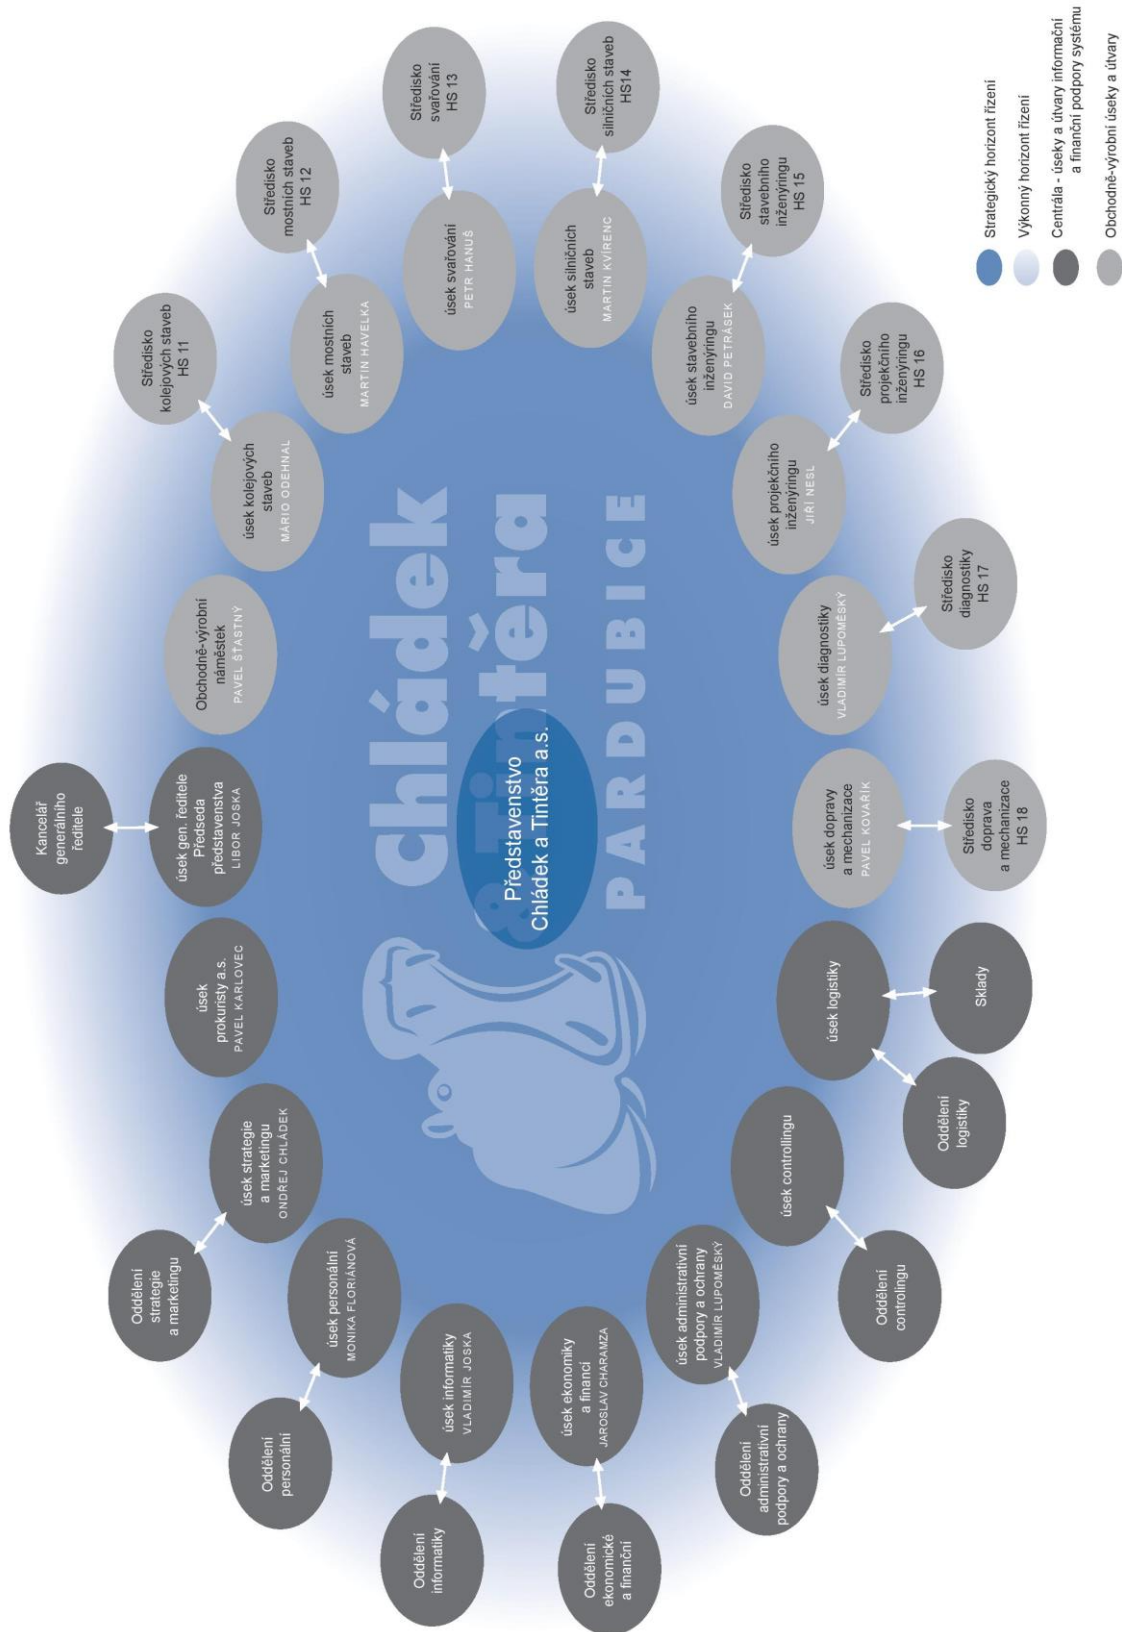 Kancelář
generálního
ředitele
úsek gen. ředitele
Předseda
představenstva
LIBOR JOSKA
Obchodně-výrobní
náměstek
PAVEL ŠŤASTNÝ
úsek kolejových
staveb
MÁRIO ODEHNAL
Středisko
kolejových staveb
HS 11
úsek mostních
staveb
MARTIN HAVELKA
Středisko
mostních staveb
HS 12
úsek svařování
PETR HANUŠ
Středisko
svařování
HS 13
úsek silničních
staveb
MARTIN KVÍRENC
Středisko
silničních staveb
HS14
úsek stavebního
inženýringu
DAVID PETRÁSEK
Středisko
stavebního
inženýringu
HS 15
úsek projekčního
inženýringu
JIŘÍ NESL
Středisko
projekčního
inženýringu
HS 16
úsek diagnostiky
VLADIMÍR LUPOMĚSKÝ
Středisko
diagnostiky
HS 17
úsek dopravy
a mechanizace
PAVEL KOVAŘÍK
Středisko
doprava
a mechanizace
HS 18
úsek logistiky
Sklady
Oddělení
logistiky
úsek controllingu
Oddělení
controlingu
úsek administrativní
podpory a ochrany
VLADIMÍR LUPOMĚSKÝ
Oddělení
administrativní
podpory a ochrany
úsek ekonomiky
a financí
JAROSLAV CHARAMZA
Oddělení
ekonomické
a finanční
úsek informatiky
VLADIMÍR JOSKA
Oddělení
informatiky
úsek personální
MONIKA FLORIÁNOVÁ
Oddělení
personální
úsek strategie
a marketingu
ONDŘEJ CHLÁDEK
Oddělení
strategie
a marketingu
úsek
prokuristy a.s.
PAVEL KARLOVEC
Chládek
& Tintěra
PARDUBICE
Představenstvo
Chládek a Tintěra a.s.
Strategický horizont řízení
Výkonný horizont řízení
Centrála - úseky a útvary informační
a finanční podpory systému
Obchodně-výrobní úseky a útvary